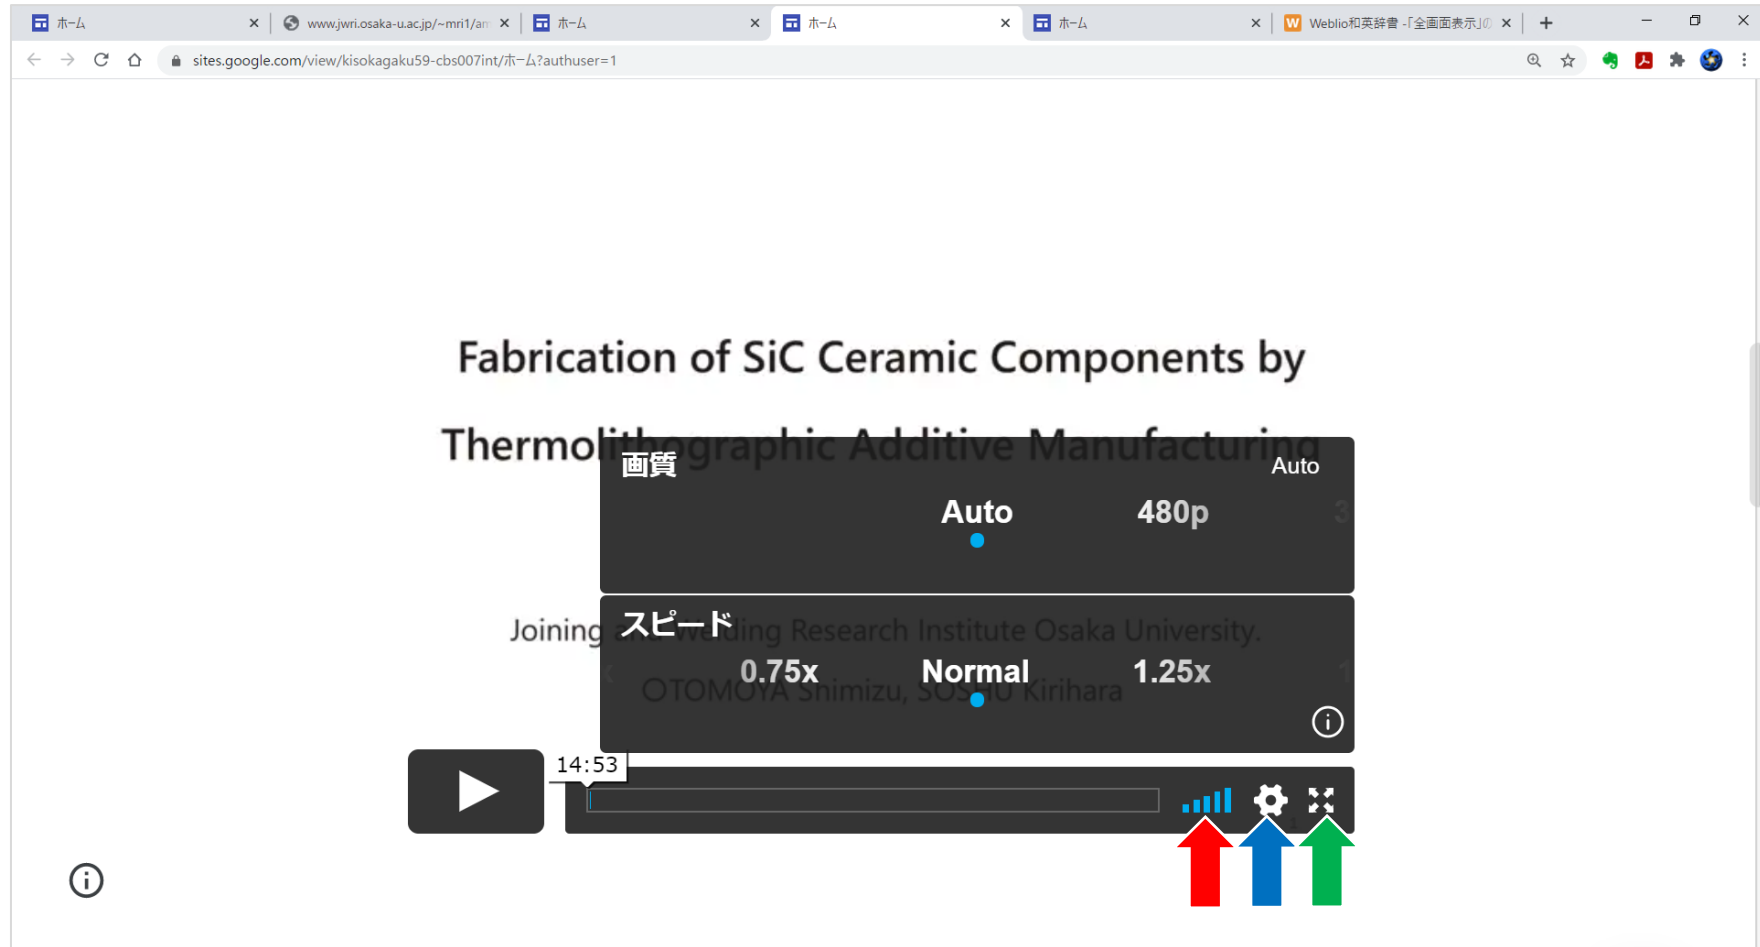 ホーム
www.jwri.osaka-u.ac.jp/~mri1/am
ホーム
ホーム
ホーム
Weblio和英辞書 -「全画面表示」の
sites.google.com/view/kisokagaku59-cbs007int/ホーム?authuser=1
Fabrication of SiC Ceramic Components by
Thermolithographic Additive Manufacturing
画質
Auto
Auto
480p
3
Joining and Welding Research Institute Osaka University.
スピード
0.75x
Normal
1.25x
1
○TOMOYA Shimizu, SOSHU Kirihara
14:53